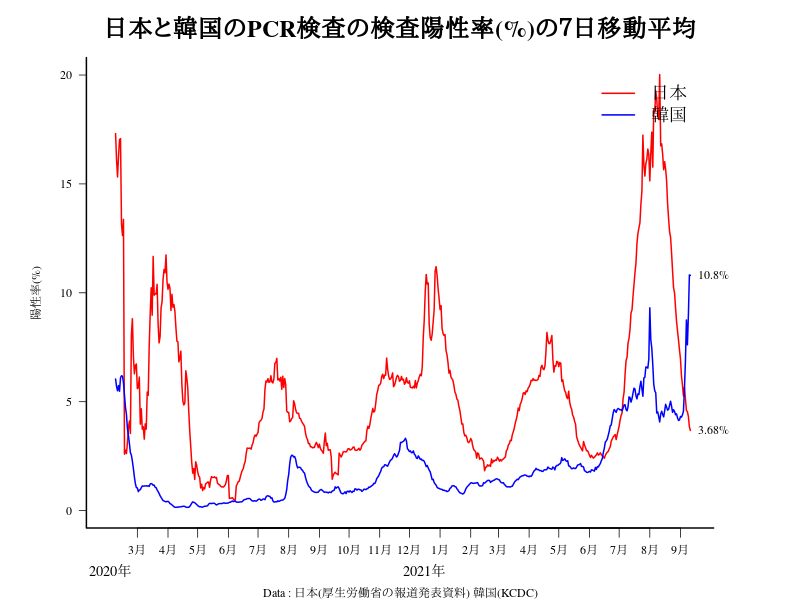 日本と韓国のPCR検査の検査陽性率(%)の7日移動平均
日本
韓国
陽性率(%)
20
15
10
5
0
10.8%
3.68%
3月 4月 5月 6月 7月 8月 9月 10月 11月 12月 1月 2月 3月 4月 5月 6月 7月 8月 9月
2020年 2021年
Data : 日本(厚生労働省の報道発表資料) 韓国(KCDC)